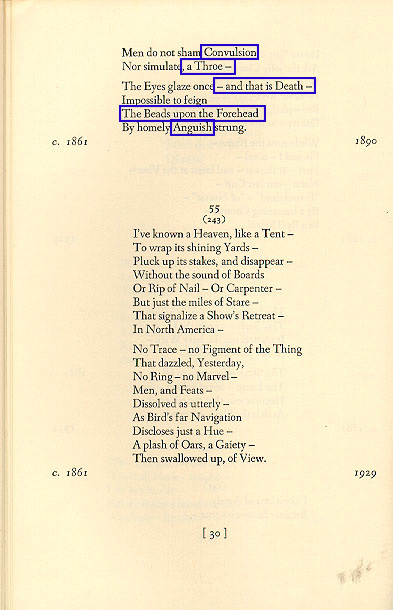 Men do not sham Convulsion
Nor simulate, a Throe –
The Eyes glaze once – and that is Death –
Impossible to feign
The Beads upon the Forehead
By homely Anguish strung.
c. 1861 1890
55
(243)
I've known a Heaven, like a Tent –
To wrap its shining Yards –
Pluck up its stakes, and disappear –
Without the sound of Boards
Or Rip of Nail – Or Carpenter –
But just the miles of Stare –
That signalize a Show's Retreat –
In North America –
No Trace – no Figment of the Thing
That dazzled, Yesterday,
No Ring – no Marvel –
Men, and Feats –
Dissolved as utterly –
As Bird's far Navigation
Discloses just a Hue –
A plash of Oars, a Gaiety –
Then swallowed up, of View.
c. 1861 1929
[ 30 ]